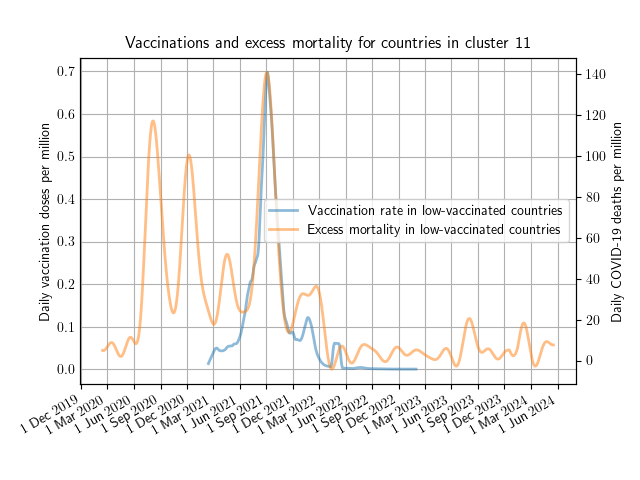 Vaccinations and excess mortality for countries in cluster 11
Daily vaccination doses per million
0.7
0.6
0.5
0.4
0.3
0.2
0.1
0.0
Vaccination rate in low-vaccinated countries
Excess mortality in low-vaccinated countries
140
120
100
80
60
40
20
0
Daily COVID-19 deaths per million
1 Dec 2019
1 Mar 2020
1 Jun 2020
1 Sep 2020
1 Dec 2020
1 Mar 2021
1 Jun 2021
1 Sep 2021
1 Dec 2021
1 Mar 2022
1 Jun 2022
1 Sep 2022
1 Dec 2022
1 Mar 2023
1 Jun 2023
1 Sep 2023
1 Dec 2023
1 Mar 2024
1 Jun 2024